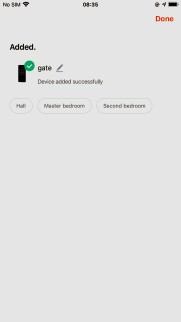 No SIM 08:35
Done
Added.
gate
Device added successfully
Hall Master bedroom Second bedroom